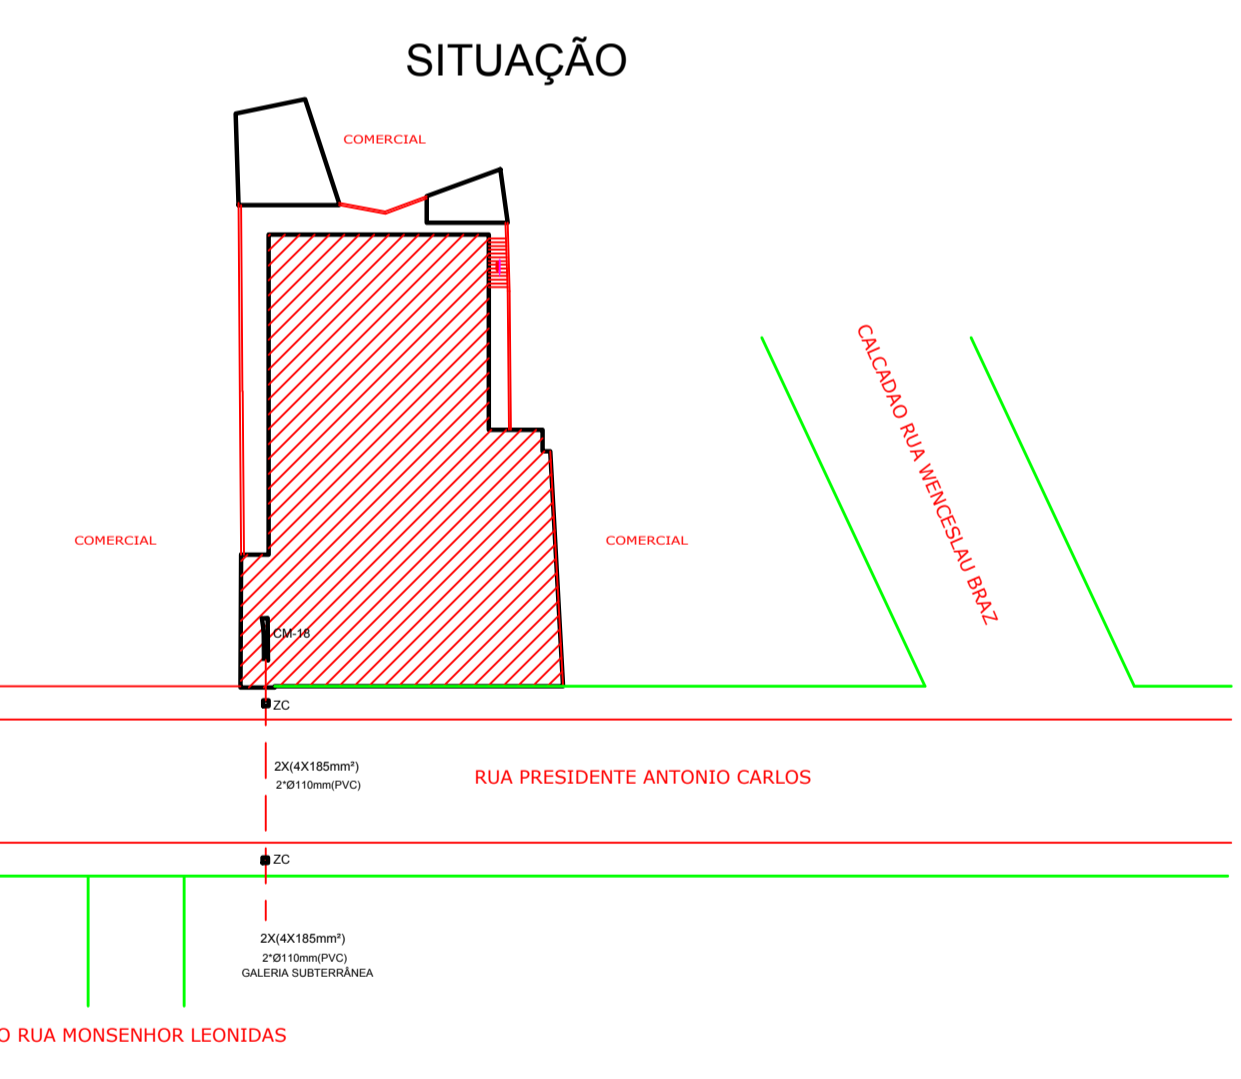 SITUAÇÃO
COMERCIAL
CALCADAO RUA WENCESLAU BRAZ
COMERCIAL
COMERCIAL
CM-18
ZC
2X(4X185mm²)
2*Ø110mm(PVC)
RUA PRESIDENTE ANTONIO CARLOS
ZC
2X(4X185mm²)
2*Ø110mm(PVC)
GALERIA SUBTERRÂNEA
O RUA MONSENHOR LEONIDAS